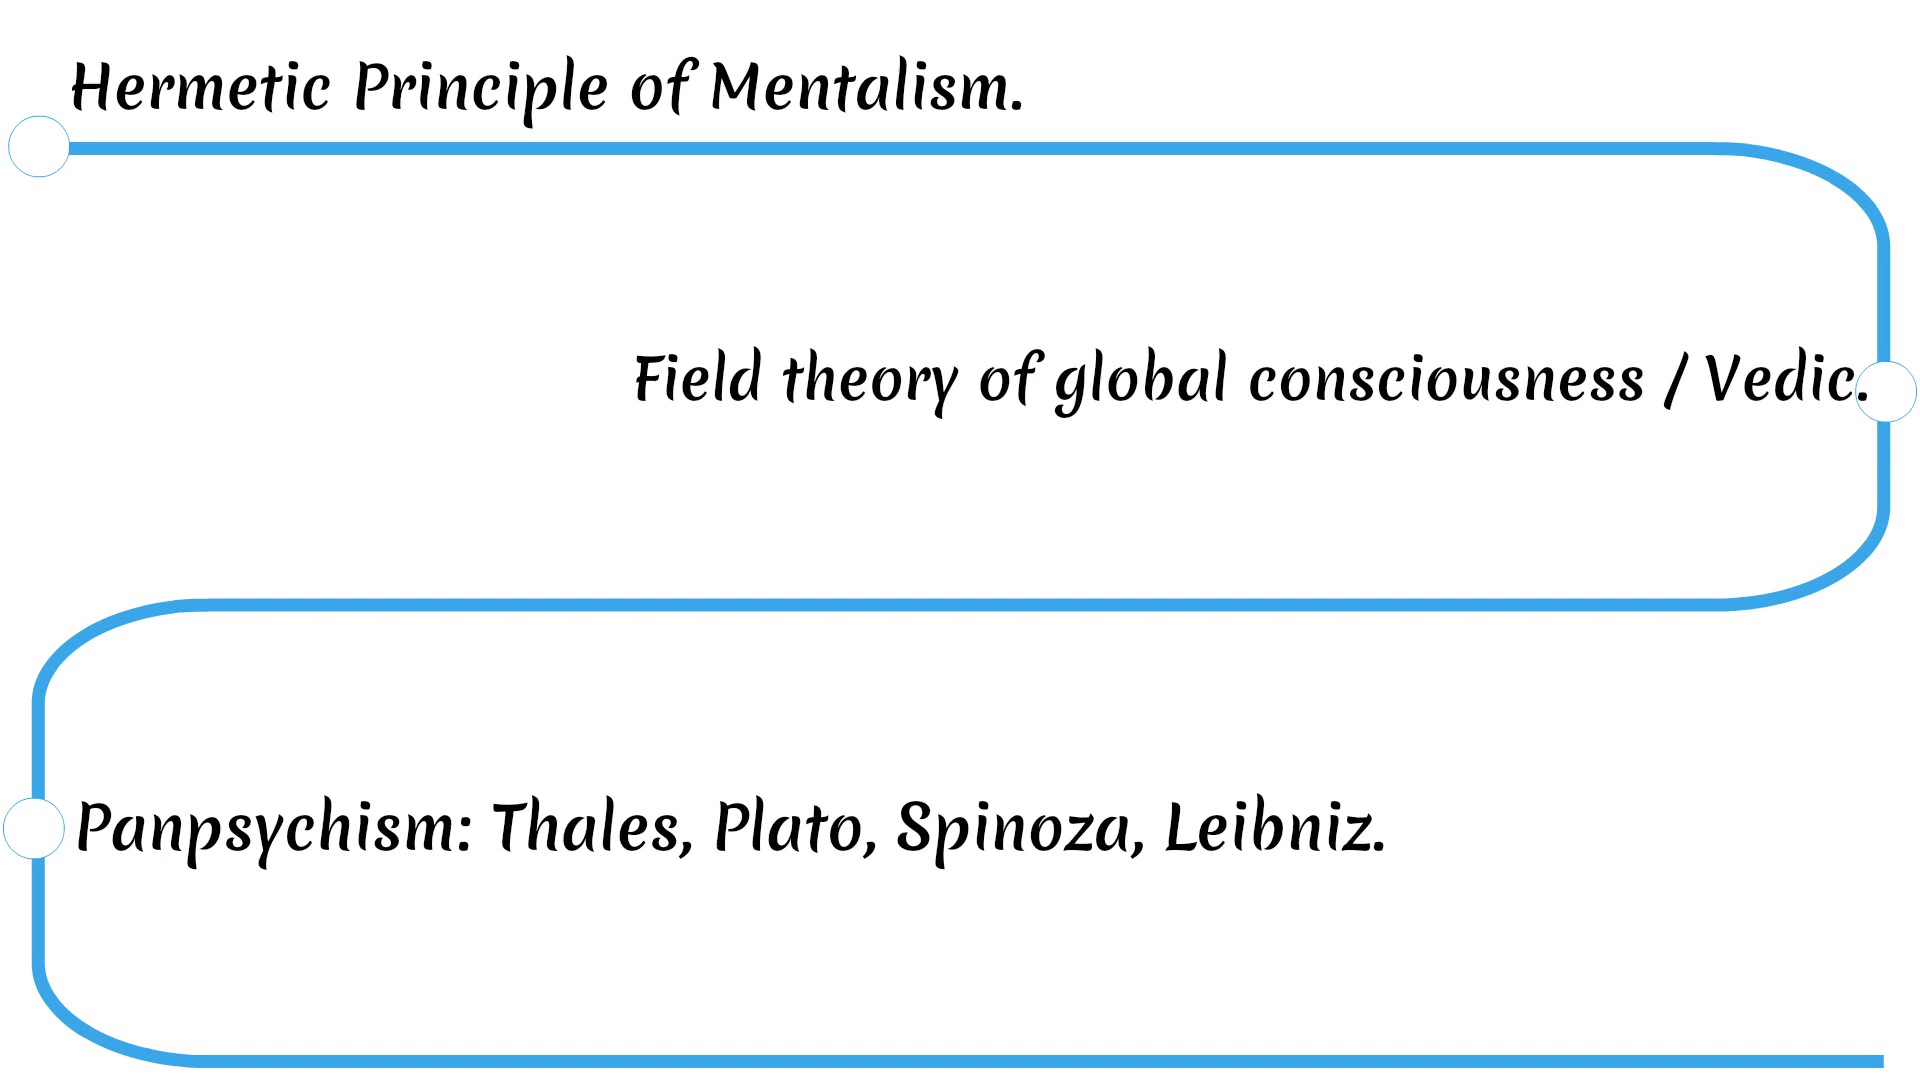 Hermetic Principle of Mentalism.
Field theory of global consciousness / Vedic.
Panpsychism: Thales, Plato, Spinoza, Leibniz.